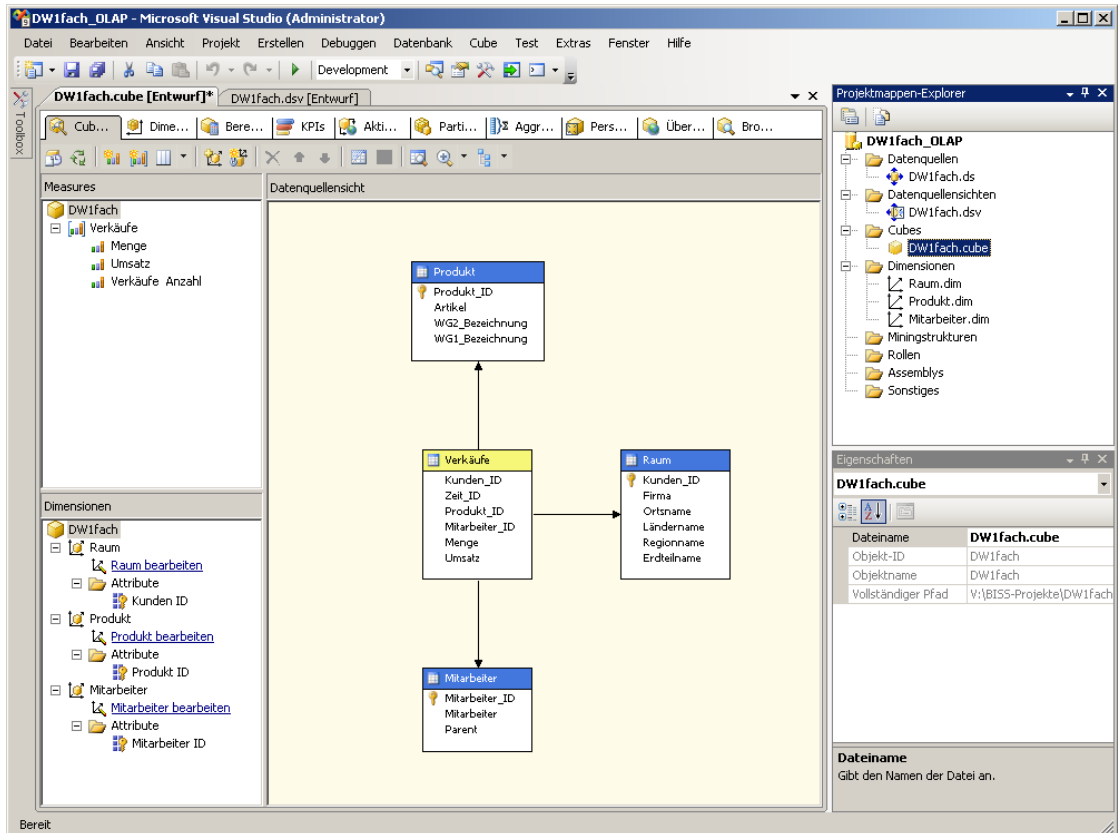 DW1fach_OLAP - Microsoft Visual Studio (Administrator)
Datei Bearbeiten Ansicht Projekt Erstellen Debuggen Datenbank Cube Test Extras Fenster Hilfe
Development
Toolbox
DW1fach.cube [Entwurf]* DW1fach.dsv [Entwurf]
Cub... Dime... Bere... KPIs Akti... Parti... Aggr... Pers... Über... Bro...
Measures
DW1fach
Verkäufe
Menge
Umsatz
Verkäufe Anzahl
Dimensionen
DW1fach
Raum
Raum bearbeiten
Attribute
Kunden ID
Produkt
Produkt bearbeiten
Attribute
Produkt ID
Mitarbeiter
Mitarbeiter bearbeiten
Attribute
Mitarbeiter ID
Datenquellensicht
Produkt
Produkt_ID
Artikel
WG2_Bezeichnung
WG1_Bezeichnung
Verkäufe
Kunden_ID
Zeit_ID
Produkt_ID
Mitarbeiter_ID
Menge
Umsatz
Raum
Kunden_ID
Firma
Ortsname
Ländername
Regionname
Erdteilname
Mitarbeiter
Mitarbeiter_ID
Mitarbeiter
Parent
Projektmappen-Explorer
DW1fach_OLAP
Datenquellen
DW1fach.ds
Datenquellensichten
DW1fach.dsv
Cubes
DW1fach.cube
Dimensionen
Raum.dim
Produkt.dim
Mitarbeiter.dim
Miningstrukturen
Rollen
Assemblys
Sonstiges
Eigenschaften
DW1fach.cube
Dateiname DW1fach.cube
Objekt-ID DW1fach
Objektname DW1fach
Vollständiger Pfad V:\BISS-Projekte\DW1fach
Dateiname
Gibt den Namen der Datei an.
Bereit